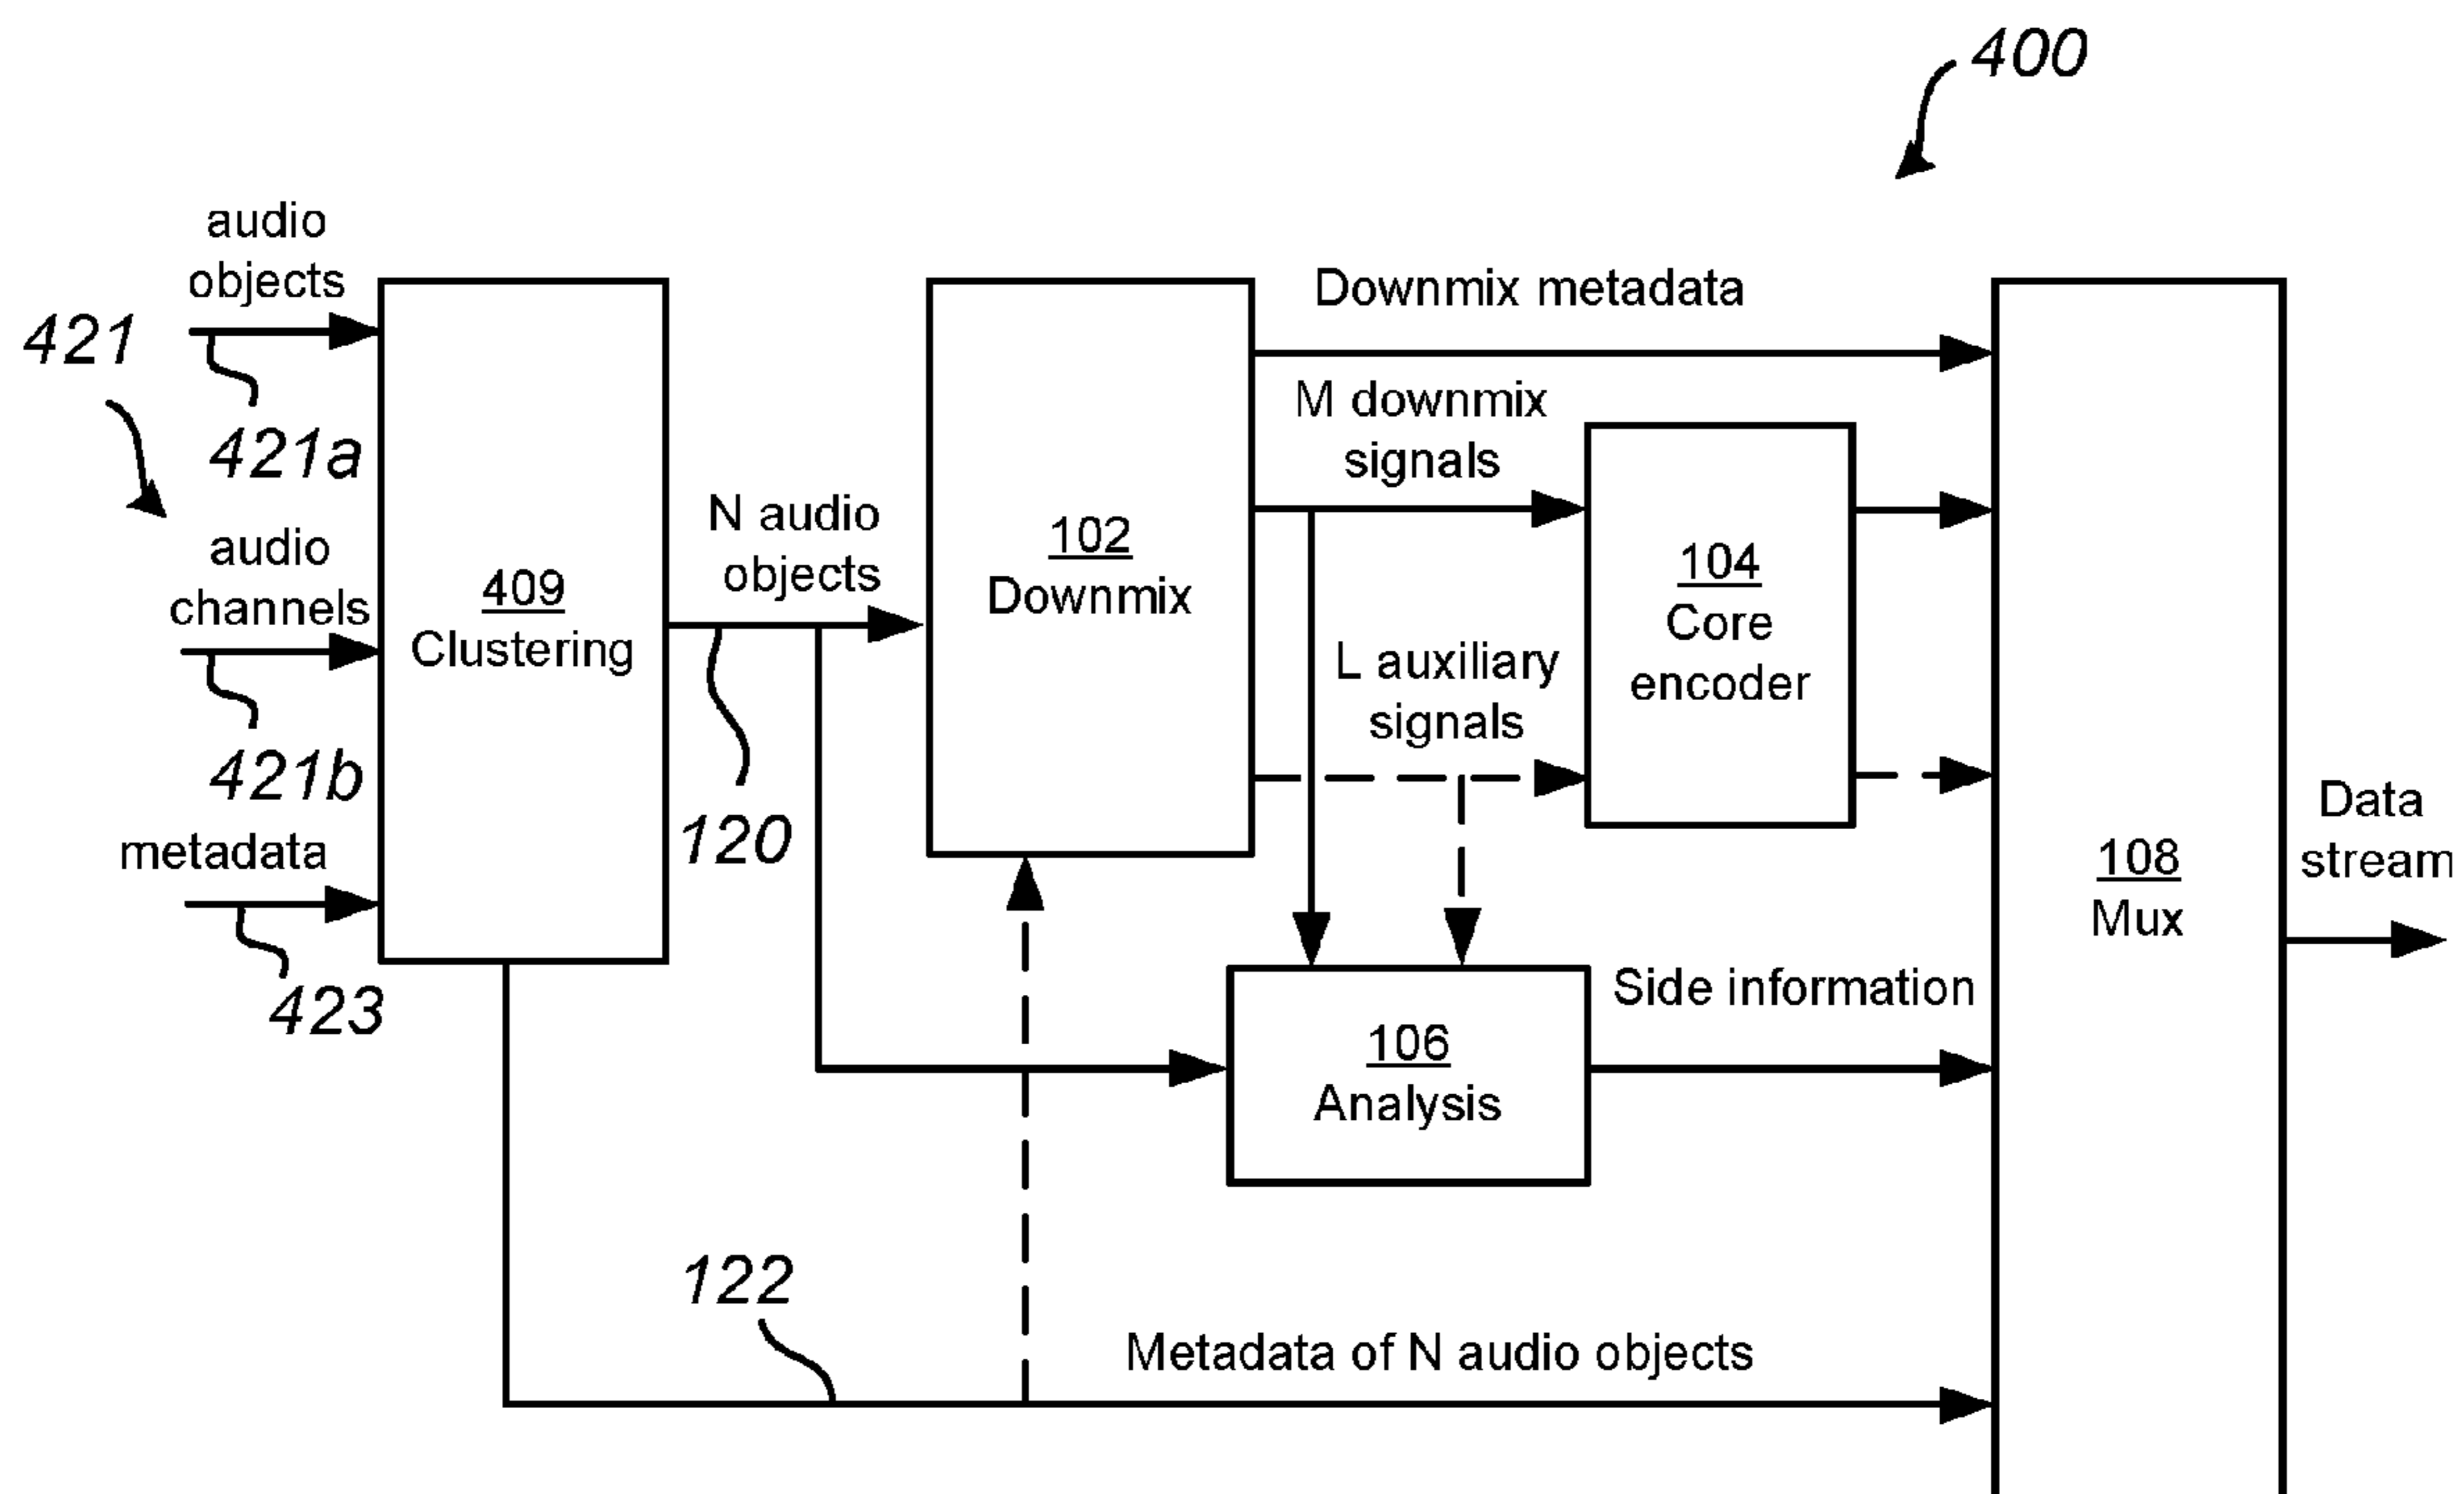 400
audio
objects
421
421a
audio
channels
421b
metadata
423
409
Clustering
N audio
objects
120
102
Downmix
Downmix metadata
M downmix
signals
L auxiliary
signals
104
Core
encoder
106
Analysis
Side information
122
Metadata of N audio objects
108
Mux
Data
stream